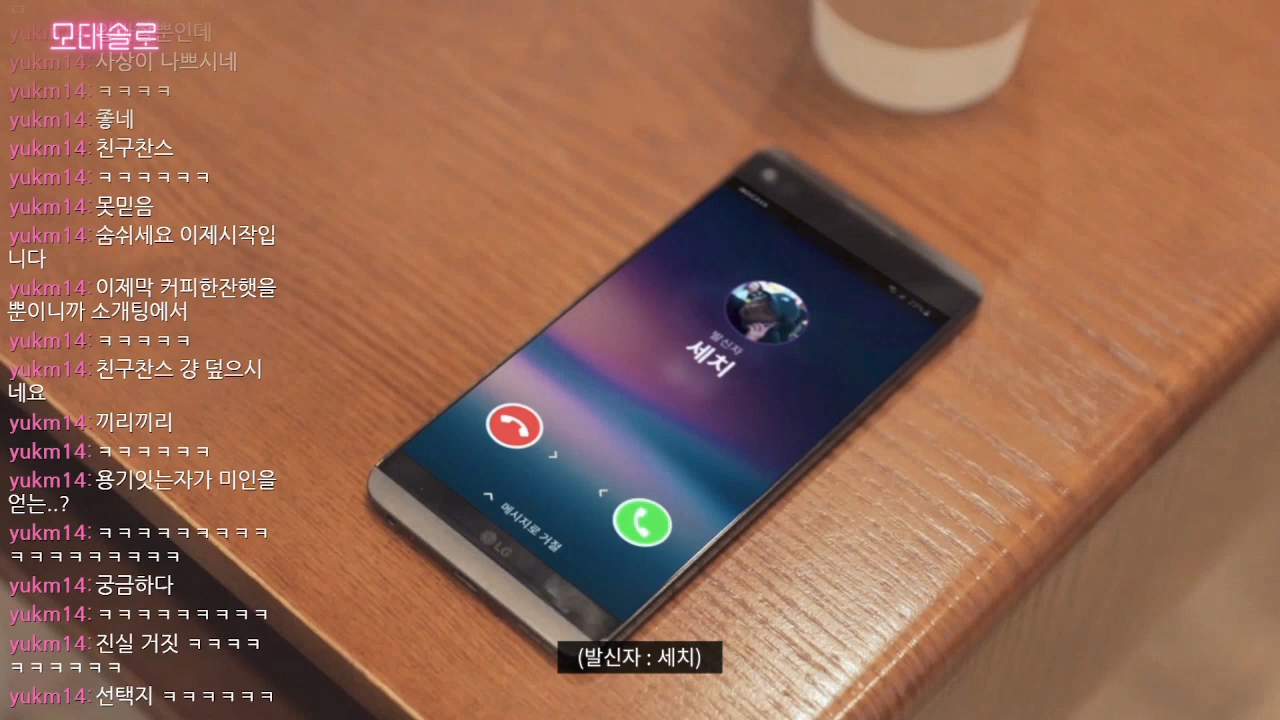 모태솔로
yukm14: 뿐인데
yukm14: 사상이 나쁘시네
yukm14: ㅋㅋㅋㅋ
yukm14: 좋네
yukm14: 친구찬스
yukm14: ㅋㅋㅋㅋㅋㅋ
yukm14: 못믿음
yukm14: 숨쉬세요 이제시작입
니다
yukm14: 이제막 커피한잔햇을
뿐이니까 소개팅에서
yukm14: ㅋㅋㅋㅋㅋ
yukm14: 친구찬스 걍 덮으시
네요
yukm14: 끼리끼리
yukm14: ㅋㅋㅋㅋㅋㅋ
yukm14: 용기잇는자가 미인을
얻는..?
yukm14: ㅋㅋㅋㅋㅋㅋㅋㅋㅋ
ㅋㅋㅋㅋㅋㅋㅋㅋㅋ
yukm14: 궁금하다
yukm14: ㅋㅋㅋㅋㅋㅋㅋㅋㅋ
yukm14: 진실 거짓 ㅋㅋㅋㅋ
ㅋㅋㅋㅋㅋㅋ
yukm14: 선택지 ㅋㅋㅋㅋㅋㅋ
발신자
세치
메시지로 거절
LG
(발신자 : 세치)